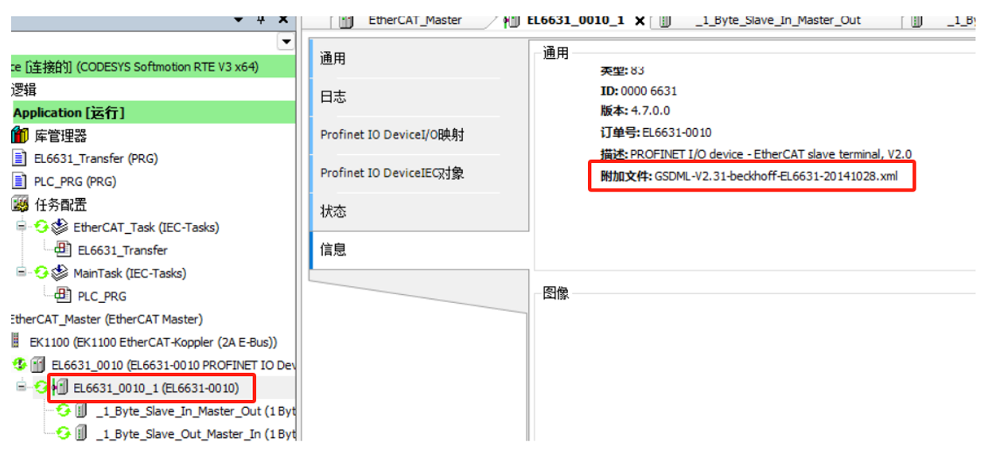 EtherCAT_Master
EL6631_0010_1
_1_Byte_Slave_In_Master_Out
_1_By
ce [连接的] (CODESYS Softmotion RTE V3 x64)
逻辑
Application [运行]
库管理器
EL6631_Transfer (PRG)
PLC_PRG (PRG)
任务配置
EtherCAT_Task (IEC-Tasks)
EL6631_Transfer
MainTask (IEC-Tasks)
PLC_PRG
EtherCAT_Master (EtherCAT Master)
EK1100 (EK1100 EtherCAT-Koppler (2A E-Bus))
EL6631_0010 (EL6631-0010 PROFINET IO Dev
EL6631_0010_1 (EL6631-0010)
_1_Byte_Slave_In_Master_Out (1 Byt
_1_Byte_Slave_Out_Master_In (1 Byt
通用
日志
Profinet IO DeviceI/O映射
Profinet IO DeviceIEC对象
状态
信息
通用
类型: 83
ID: 0000 6631
版本: 4.7.0.0
订单号: EL6631-0010
描述: PROFINET I/O device - EtherCAT slave terminal, V2.0
附加文件: GSDML-V2.31-beckhoff-EL6631-20141028.xml
图像